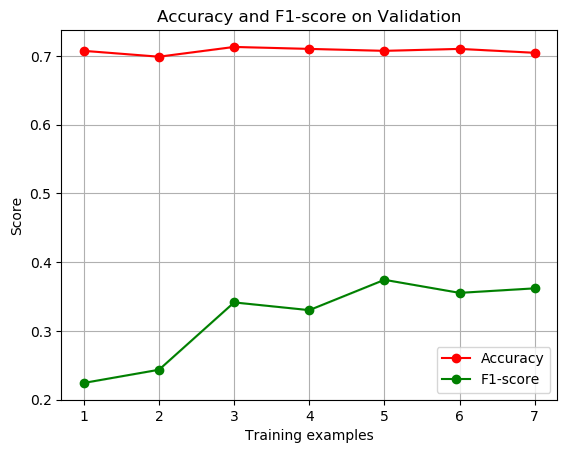 Accuracy and F1-score on Validation
0.7
0.6
0.5
0.4
0.3
0.2
Score
1 2 3 4 5 6 7
Training examples
Accuracy
F1-score